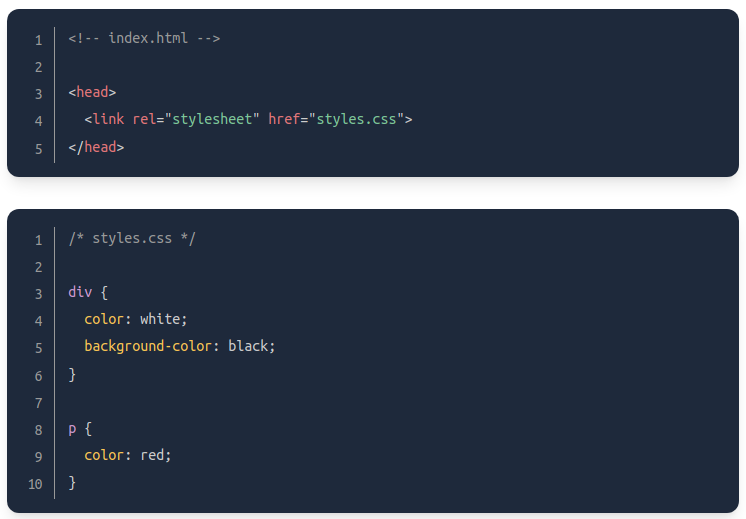 1 <!-- index.html -->
2
3 <head>
4   <link rel="stylesheet" href="styles.css">
5 </head>
1 /* styles.css */
2
3 div {
4   color: white;
5   background-color: black;
6 }
7
8 p {
9   color: red;
10 }